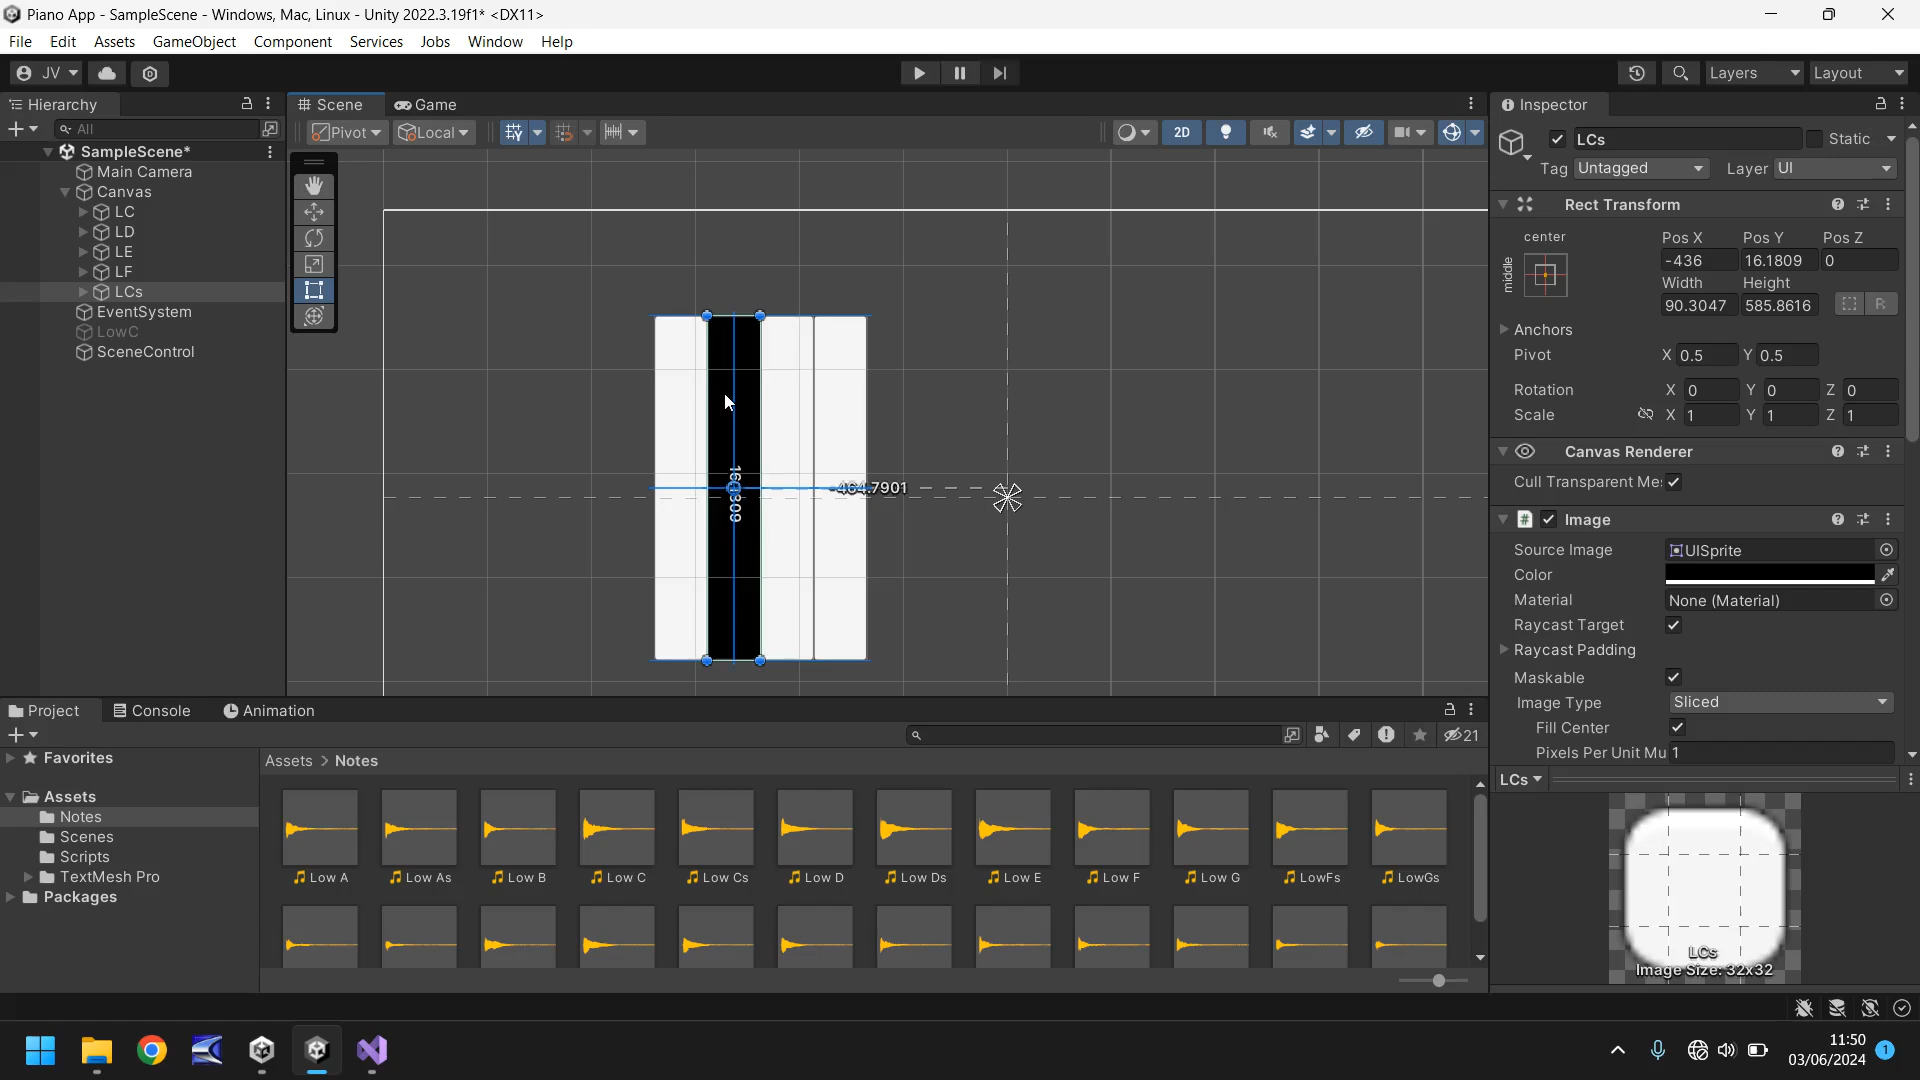 Piano App - SampleScene - Windows, Mac, Linux - Unity 2022.3.19f1* <DX11>
File Edit Assets GameObject Component Services Jobs Window Help
JV Layers Layout
Hierarchy
All
SampleScene*
Main Camera
Canvas
LC
LD
LE
LF
LCs
EventSystem
LowC
SceneControl
Scene Game
Pivot Local 2D
-464.7901
Inspector
LCs Static
Tag Untagged Layer UI
Rect Transform
center Pos X Pos Y Pos Z
middle -436 16.1809 0
Width Height
90.3047 585.8616 R
Anchors
Pivot X 0.5 Y 0.5
Rotation X 0 Y 0 Z 0
Scale X 1 Y 1 Z 1
Canvas Renderer
Cull Transparent Me:
Image
Source Image UISprite
Color
Material None (Material)
Raycast Target
Raycast Padding
Maskable
Image Type Sliced
Fill Center
Pixels Per Unit Mu 1
LCs
LCs
Image Size: 32x32
Project Console Animation
21
Favorites
Assets
Notes
Scenes
Scripts
TextMesh Pro
Packages
Assets > Notes
Low A Low As Low B Low C Low Cs Low D Low Ds Low E Low F Low G LowFs LowGs
11:50
03/06/2024 1